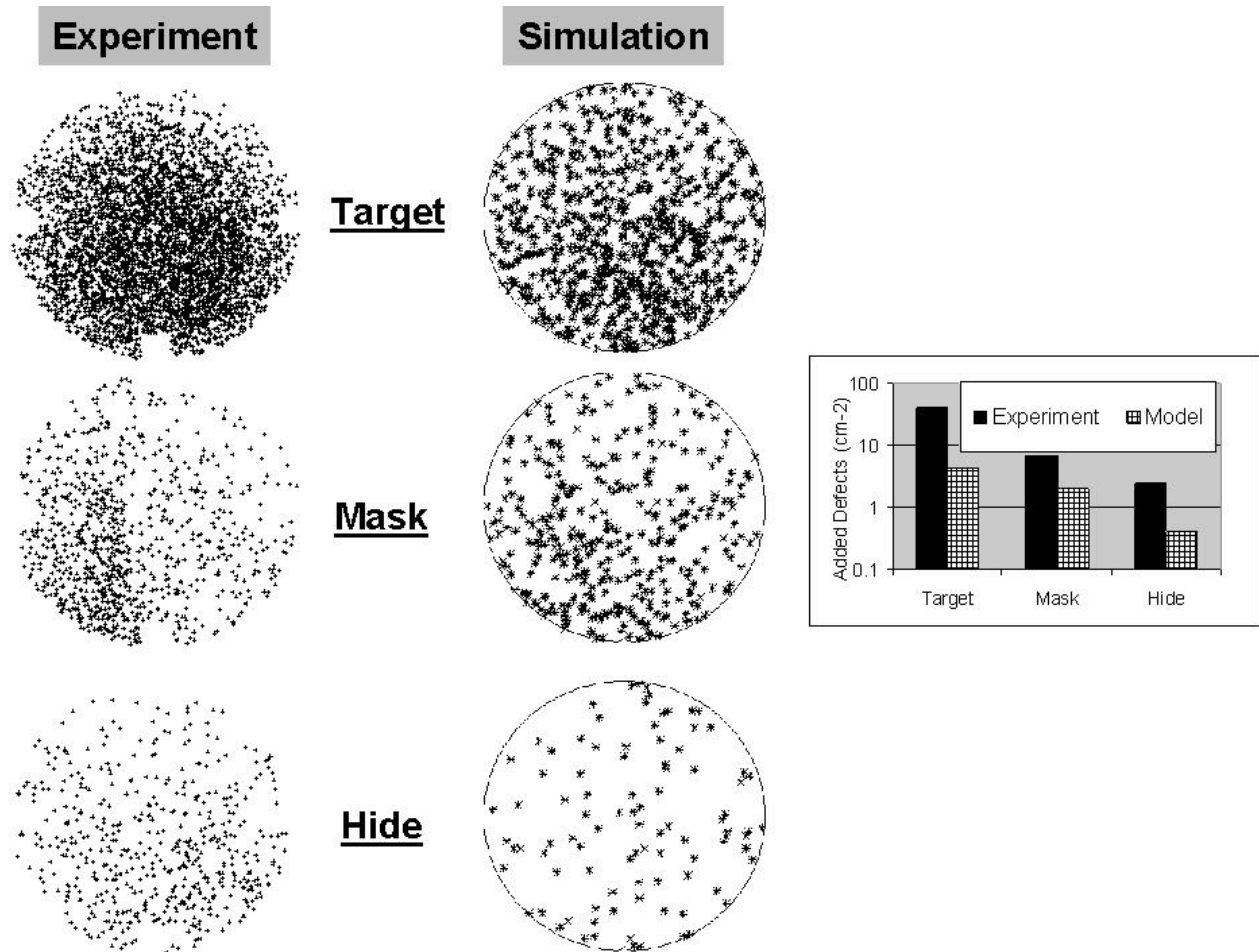 Experiment
Simulation
Target
Mask
Hide
100
10
1
0.1
Added Defects (cm-2)
Experiment
Model
Target
Mask
Hide